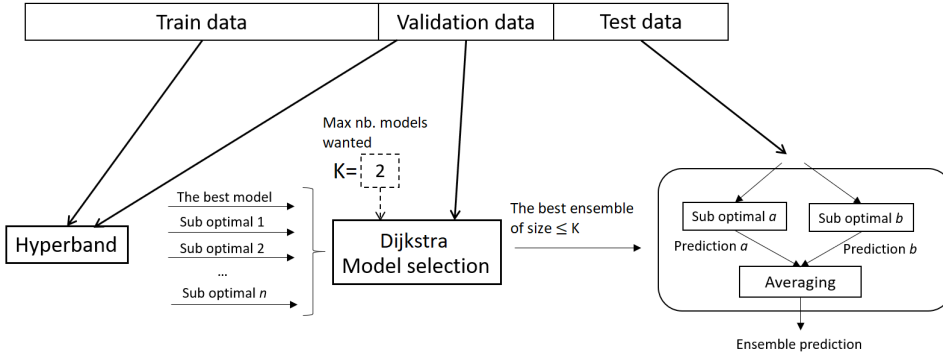 Train data
Validation data
Test data
Max nb. models
wanted
K= 2
The best model
Sub optimal 1
Sub optimal 2
...
Sub optimal n
Hyperband
Dijkstra
Model selection
The best ensemble
of size ≤ K
Sub optimal a
Sub optimal b
Prediction a
Prediction b
Averaging
Ensemble prediction